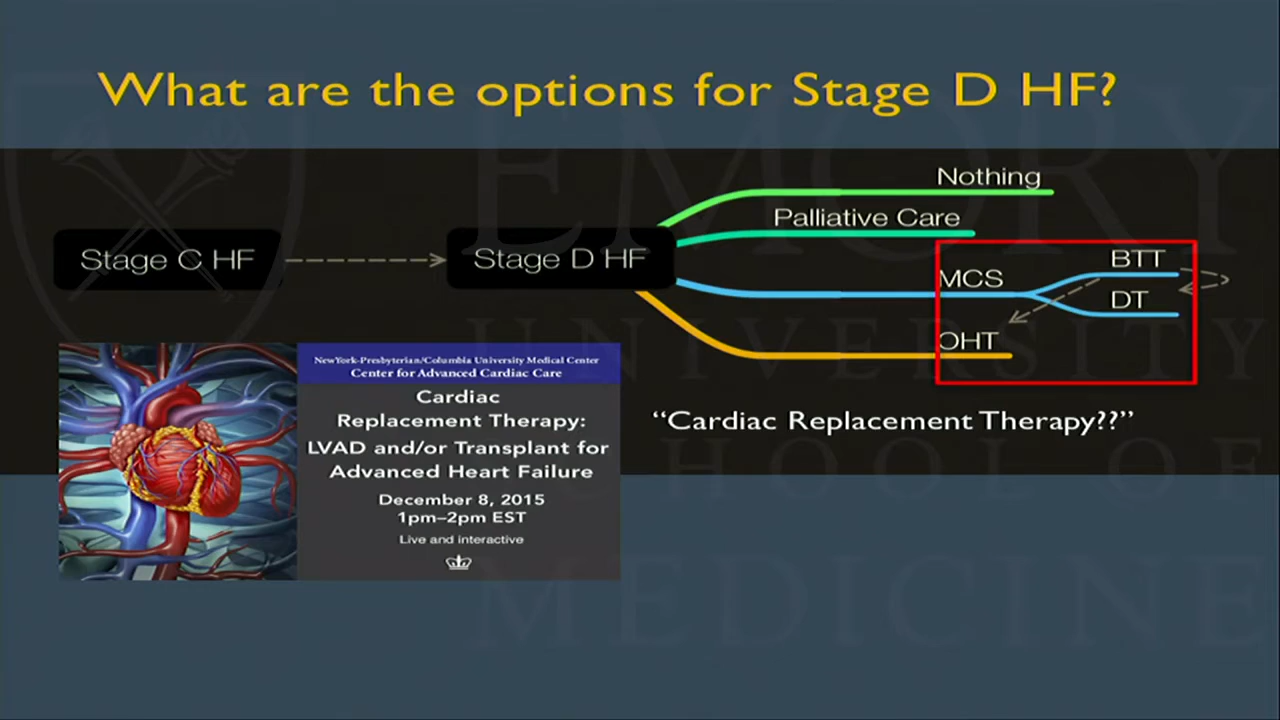 What are the options for Stage D HF?
Nothing
Palliative Care
Stage C HF
Stage D HF
MCS
BTT
DT
OHT
"Cardiac Replacement Therapy??"
NewYork-Presbyterian/Columbia University Medical Center
Center for Advanced Cardiac Care
Cardiac
Replacement Therapy:
LVAD and/or Transplant for
Advanced Heart Failure
December 8, 2015
1pm–2pm EST
Live and interactive
EMORY
UNIVERSITY
SCHOOL OF
MEDICINE